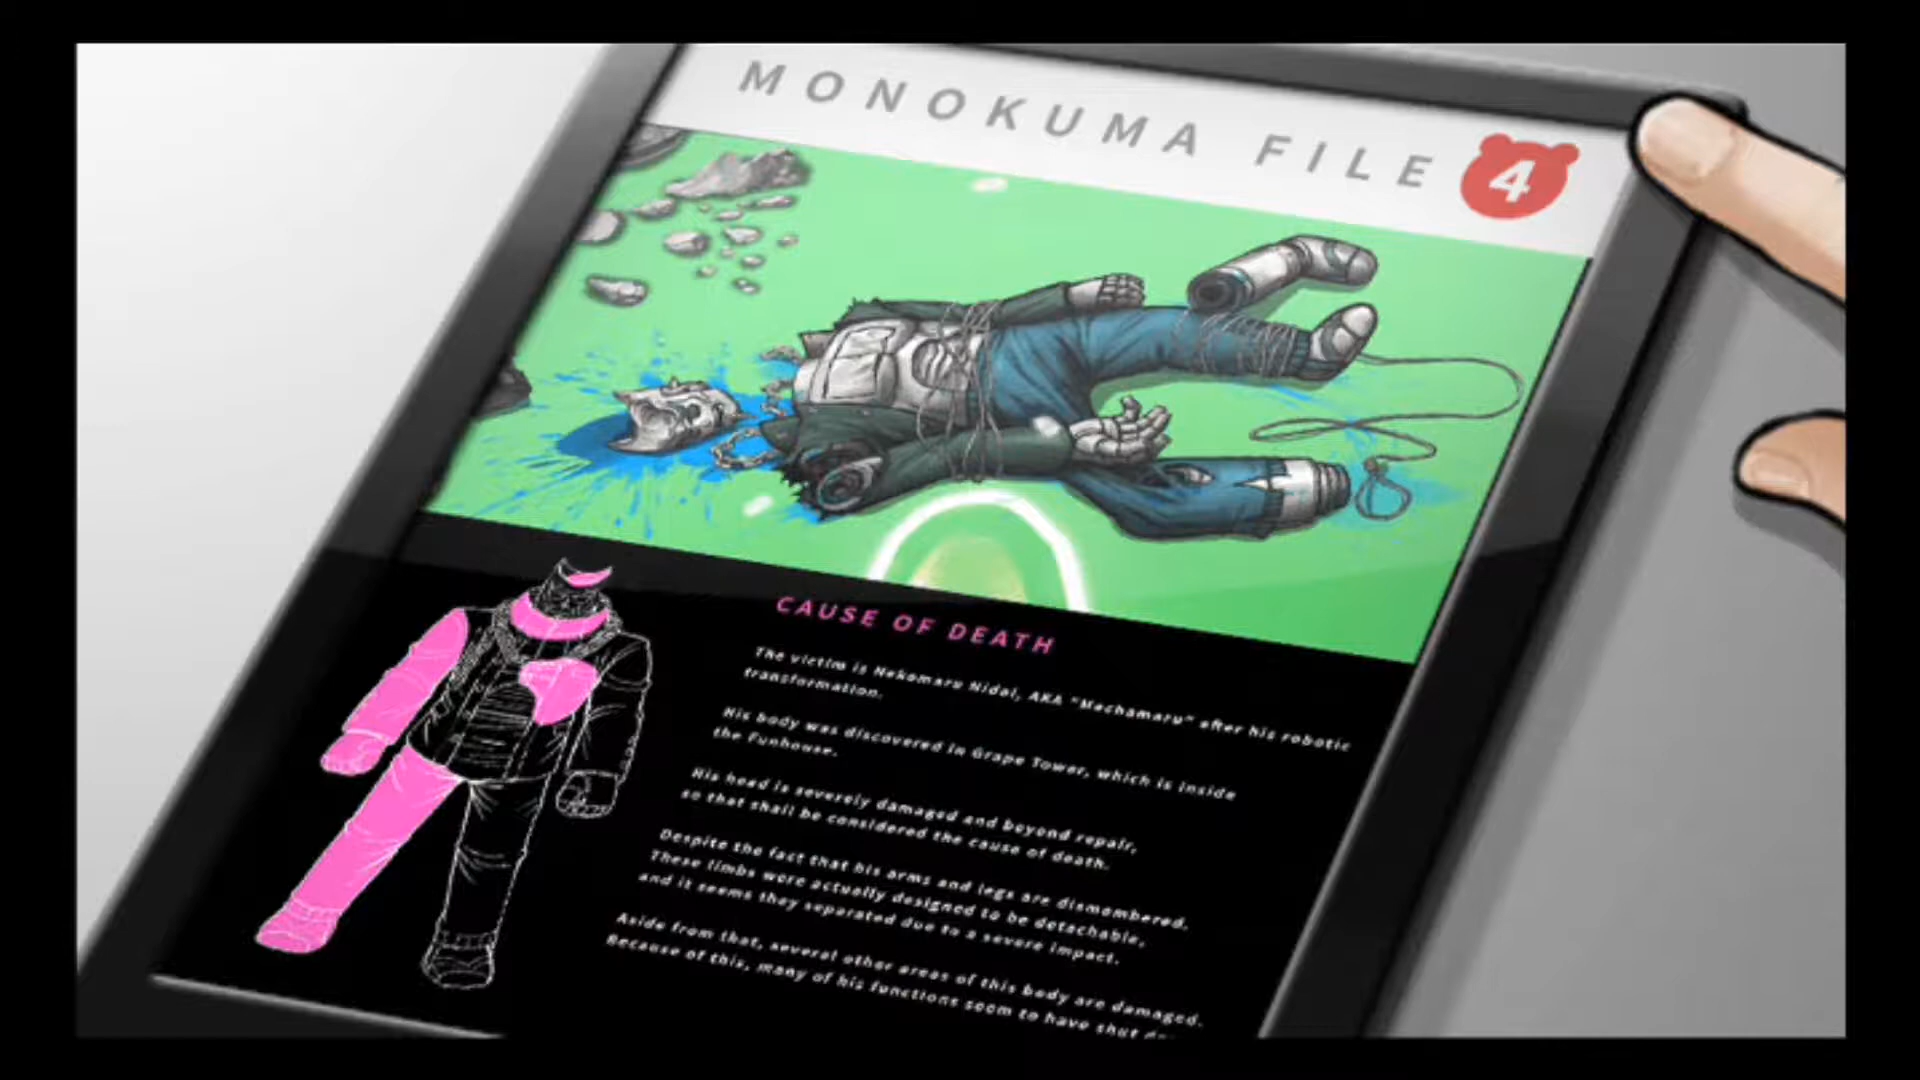 MONOKUMA FILE 4
CAUSE OF DEATH
The victim is Nekomaru Nidai, AKA "Mechamaru" after his robotic
transformation.
His body was discovered in Grape Tower, which is inside
the Funhouse.
His head is severely damaged and beyond repair,
so that shall be considered the cause of death.
Despite the fact that his arms and legs are dismembered,
These limbs were actually designed to be detachable,
and it seems they separated due to a severe impact.
Aside from that, several other areas of this body are damaged.
Because of this, many of his functions seem to have shut